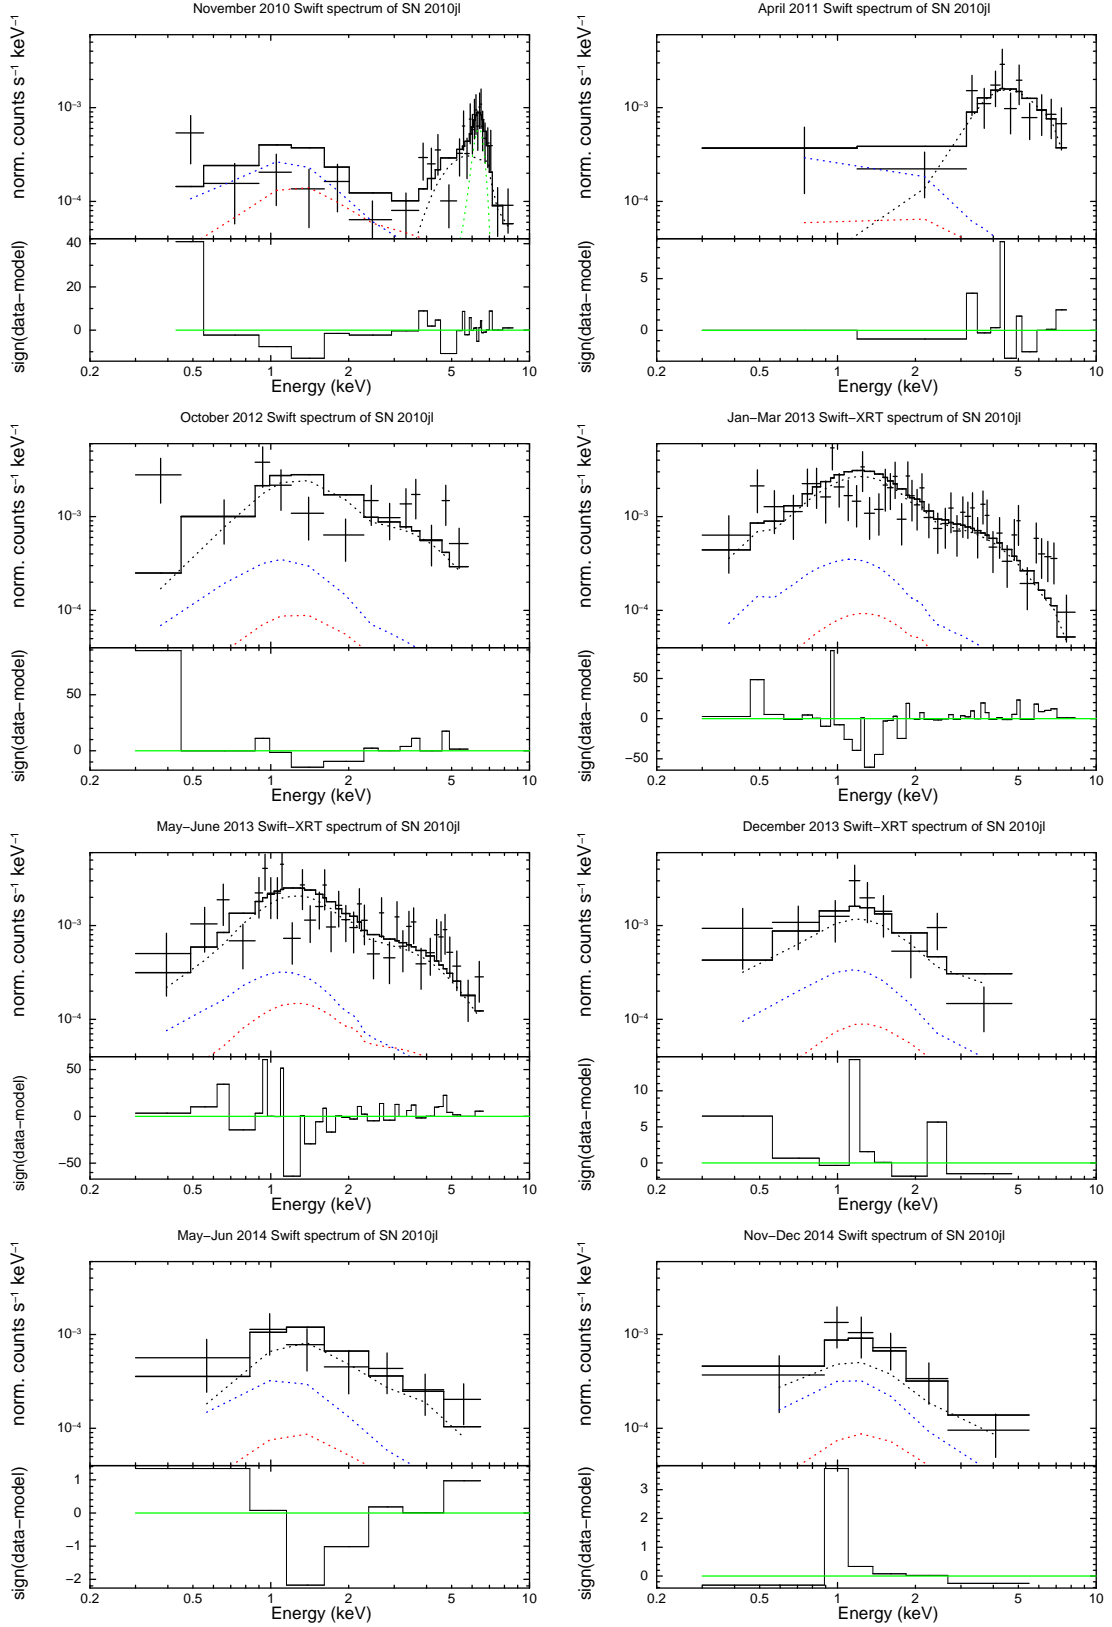 November 2010 Swift spectrum of SN 2010jl
norm. counts s⁻¹ keV⁻¹
10⁻³
10⁻⁴
sign(data−model)
40
20
0
0.2 0.5 1 2 5 10
Energy (keV)
April 2011 Swift spectrum of SN 2010jl
norm. counts s⁻¹ keV⁻¹
10⁻³
10⁻⁴
sign(data−model)
5
0
0.2 0.5 1 2 5 10
Energy (keV)
October 2012 Swift spectrum of SN 2010jl
norm. counts s⁻¹ keV⁻¹
10⁻³
10⁻⁴
sign(data−model)
50
0
0.2 0.5 1 2 5 10
Energy (keV)
Jan−Mar 2013 Swift−XRT spectrum of SN 2010jl
norm. counts s⁻¹ keV⁻¹
10⁻³
10⁻⁴
sign(data−model)
50
0
−50
0.2 0.5 1 2 5 10
Energy (keV)
May−June 2013 Swift−XRT spectrum of SN 2010jl
norm. counts s⁻¹ keV⁻¹
10⁻³
10⁻⁴
sign(data−model)
50
0
−50
0.2 0.5 1 2 5 10
Energy (keV)
December 2013 Swift−XRT spectrum of SN 2010jl
norm. counts s⁻¹ keV⁻¹
10⁻³
10⁻⁴
sign(data−model)
10
5
0
0.2 0.5 1 2 5 10
Energy (keV)
May−Jun 2014 Swift spectrum of SN 2010jl
norm. counts s⁻¹ keV⁻¹
10⁻³
10⁻⁴
sign(data−model)
1
0
−1
−2
0.2 0.5 1 2 5 10
Energy (keV)
Nov−Dec 2014 Swift spectrum of SN 2010jl
norm. counts s⁻¹ keV⁻¹
10⁻³
10⁻⁴
sign(data−model)
3
2
1
0
0.2 0.5 1 2 5 10
Energy (keV)